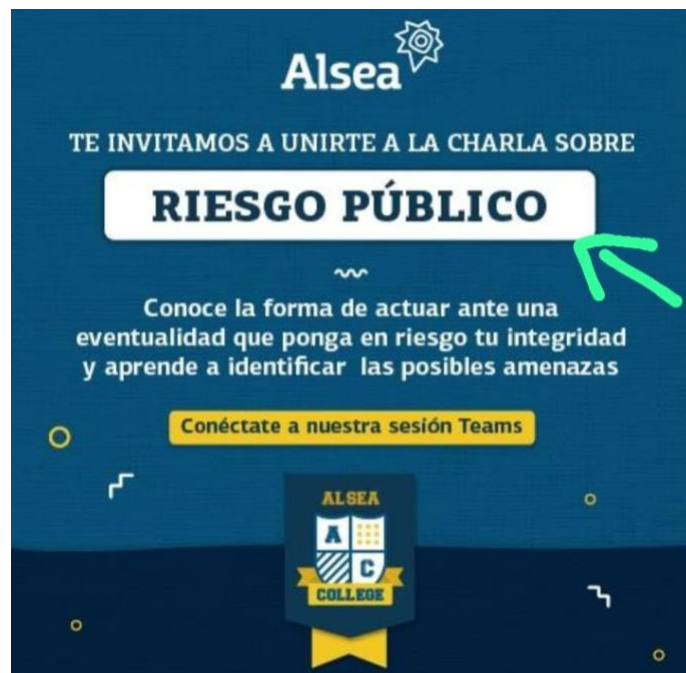 Alsea
TE INVITAMOS A UNIRTE A LA CHARLA SOBRE
RIESGO PÚBLICO
Conoce la forma de actuar ante una
eventualidad que ponga en riesgo tu integridad
y aprende a identificar las posibles amenazas
Conéctate a nuestra sesión Teams
ALSEA
A
C
COLLEGE